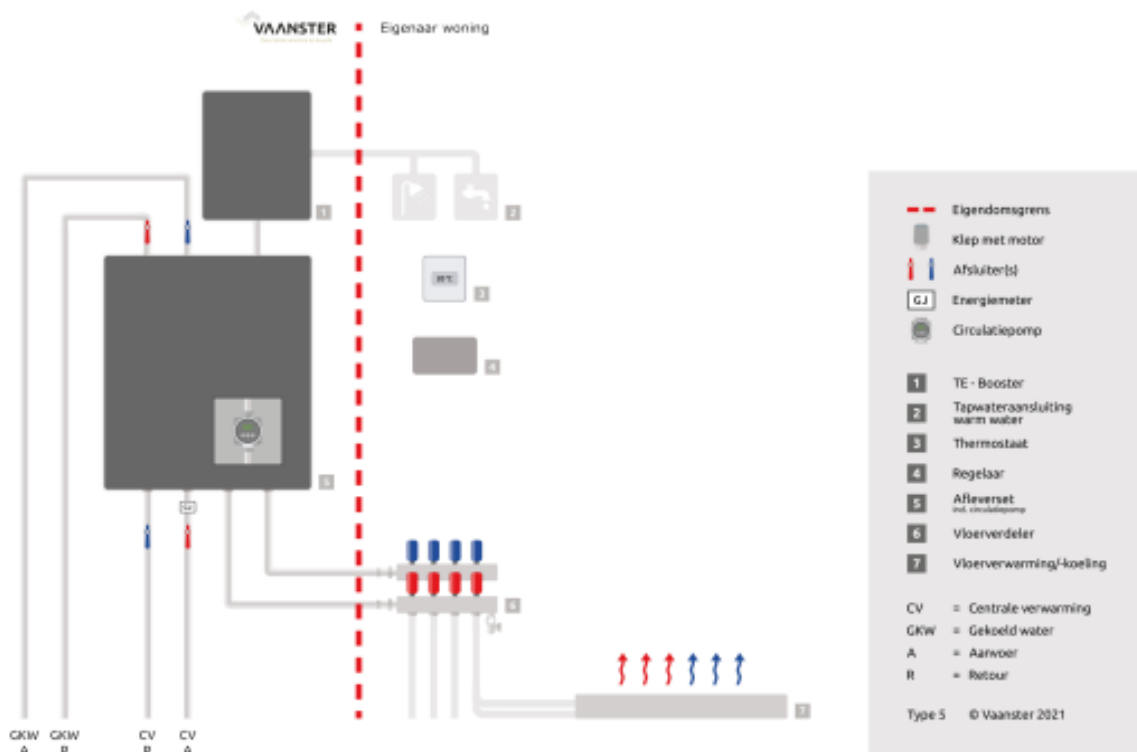 VAANSTER
Eigenaar woning
1
2
3
4
5
6
7
GKW
A
GKW
R
CV
R
CV
A
Eigendomsgrens
Klep met motor
Afsluiter(s)
GJ
Energiemeter
Circulatiepomp
1 TE - Booster
2 Tapwateraansluiting
warm water
3 Thermostaat
4 Regelaar
5 Afleverset
incl. circulatiepomp
6 Vloerverdeler
7 Vloerverwarming/-koeling
CV = Centrale verwarming
GKW = Gekoeld water
A = Aanvoer
R = Retour
Type 5 © Vaanster 2021